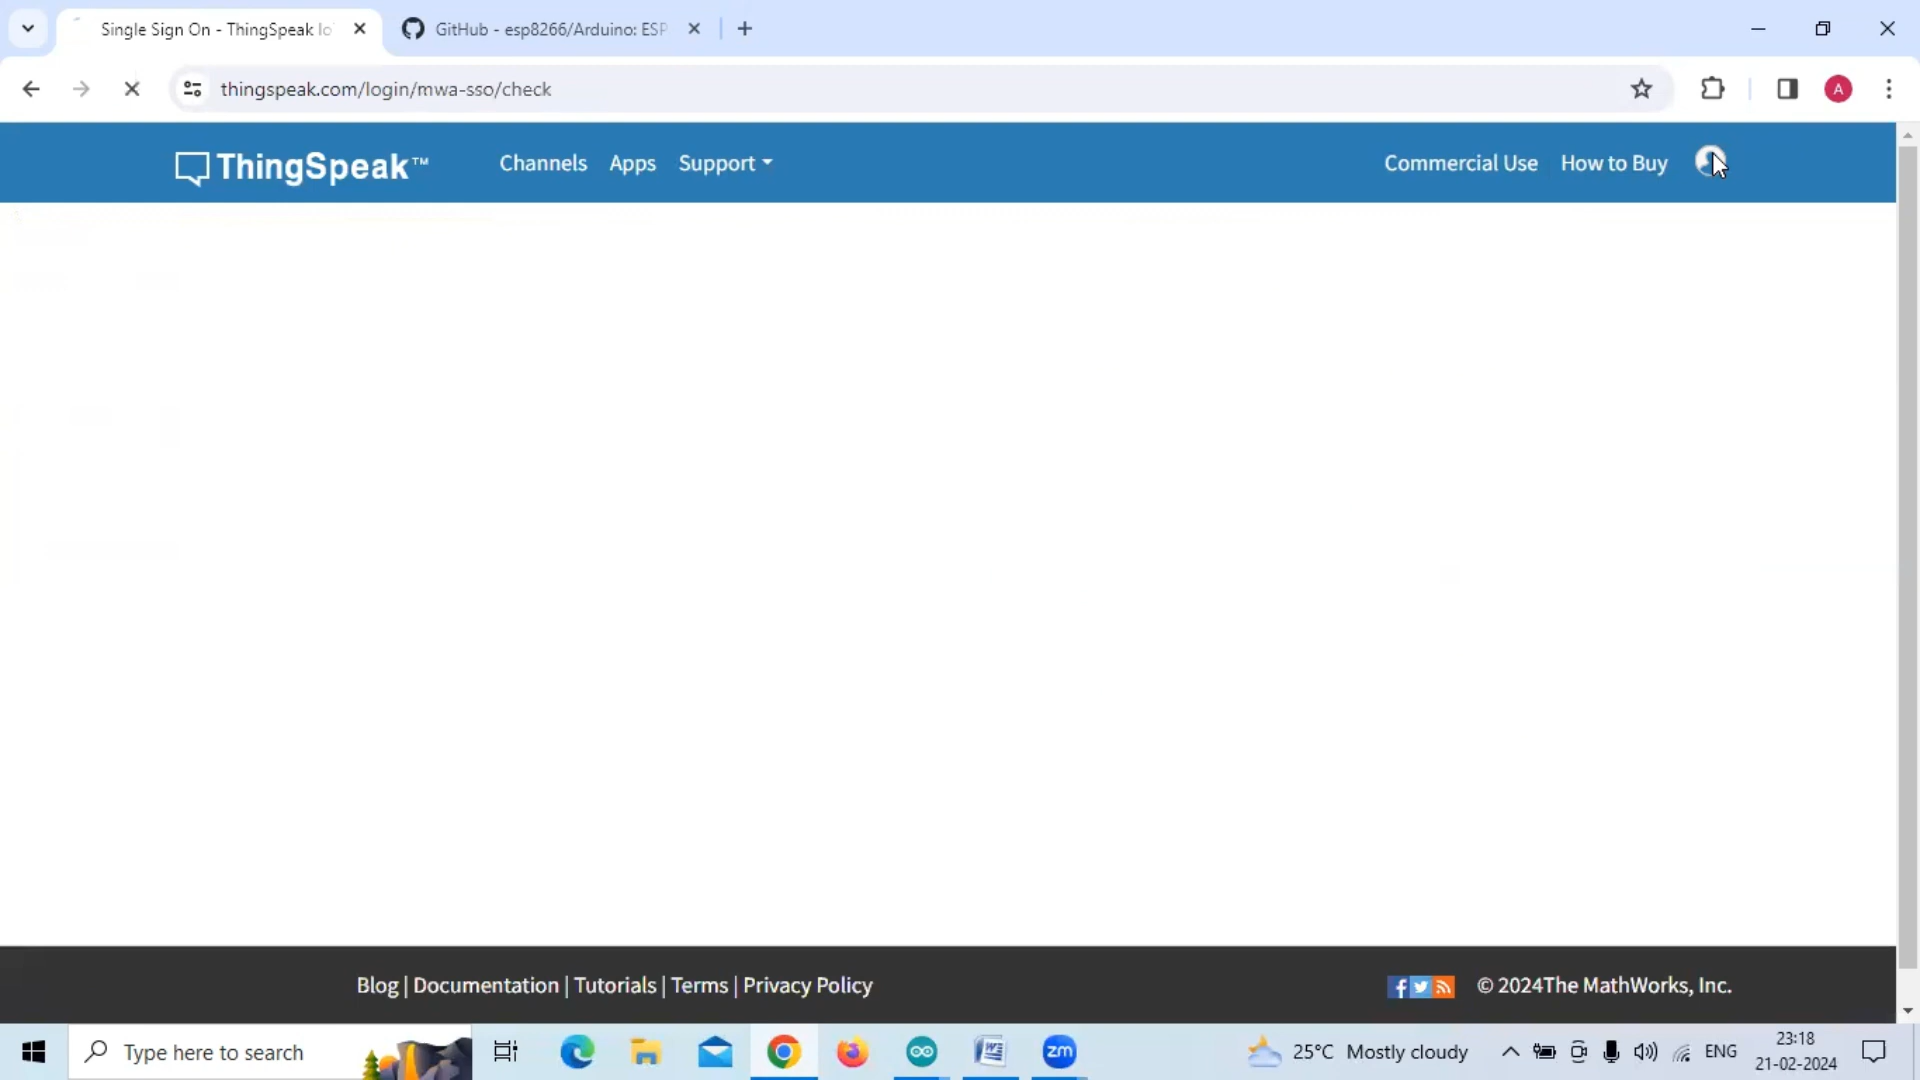 Single Sign On - ThingSpeak Io
GitHub - esp8266/Arduino: ESP
thingspeak.com/login/mwa-sso/check
A
ThingSpeak™
Channels
Apps
Support
Commercial Use
How to Buy
Blog | Documentation | Tutorials | Terms | Privacy Policy
© 2024The MathWorks, Inc.
Type here to search
zm
25°C Mostly cloudy
ENG
23:18
21-02-2024